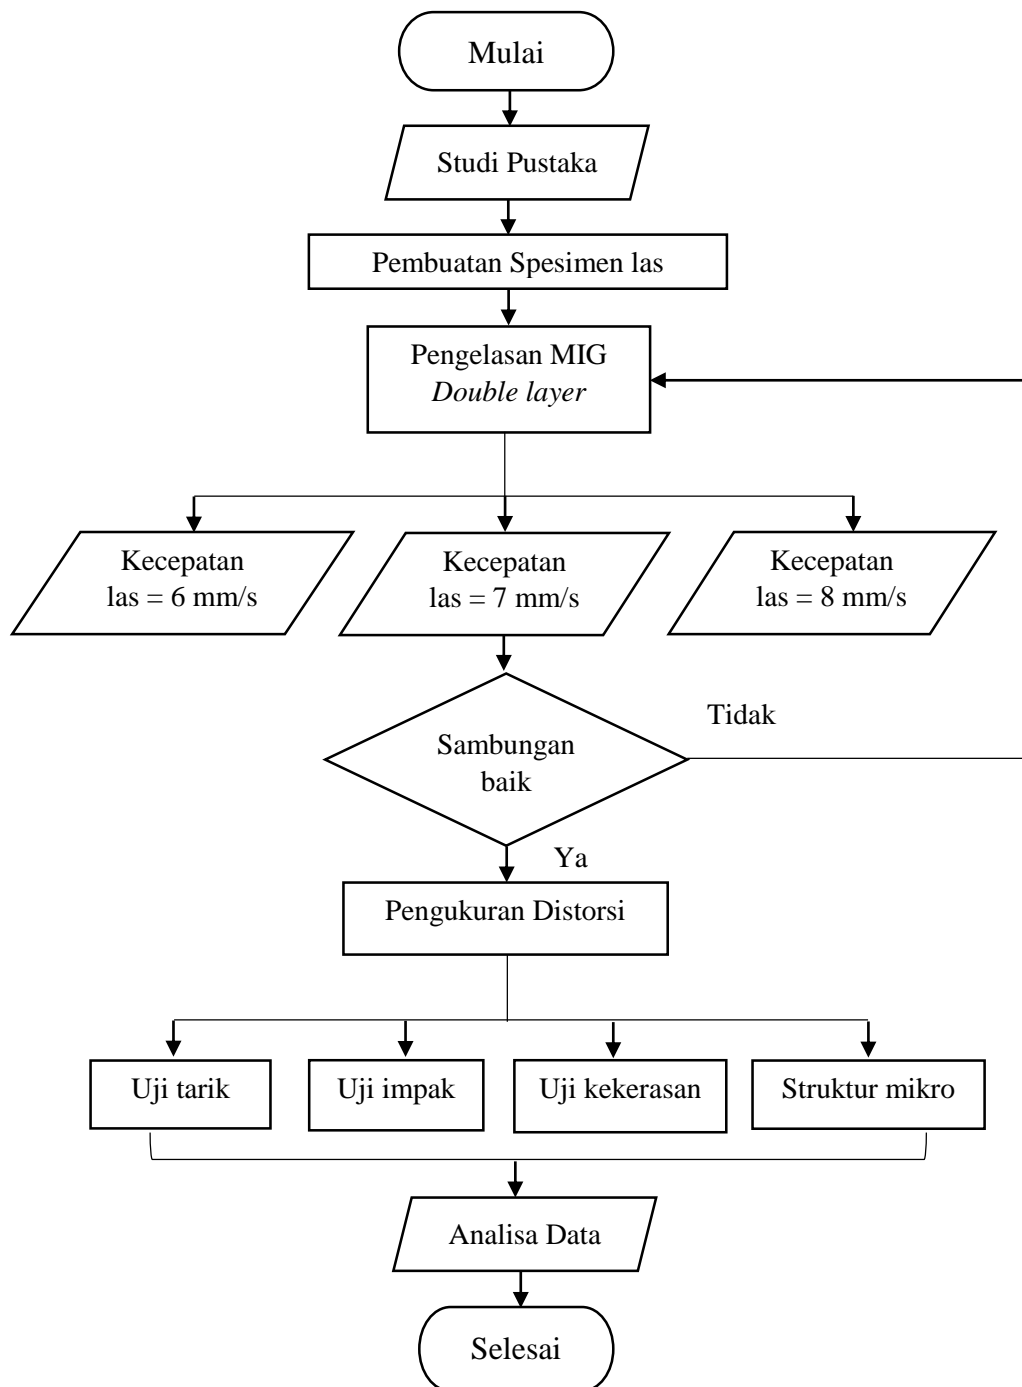 Mulai
Studi Pustaka
Pembuatan Spesimen las
Pengelasan MIG
Double layer
Kecepatan
las = 6 mm/s
Kecepatan
las = 7 mm/s
Kecepatan
las = 8 mm/s
Tidak
Sambungan
baik
Ya
Pengukuran Distorsi
Uji tarik
Uji impak
Uji kekerasan
Struktur mikro
Analisa Data
Selesai